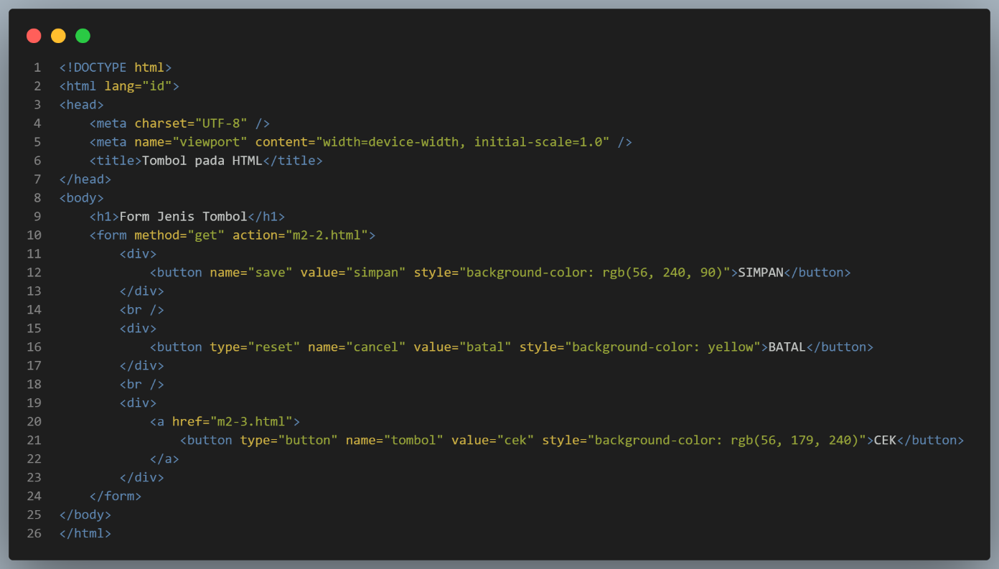 1 <!DOCTYPE html>
2 <html lang="id">
3 <head>
4     <meta charset="UTF-8" />
5     <meta name="viewport" content="width=device-width, initial-scale=1.0" />
6     <title>Tombol pada HTML</title>
7 </head>
8 <body>
9     <h1>Form Jenis Tombol</h1>
10     <form method="get" action="m2-2.html">
11         <div>
12             <button name="save" value="simpan" style="background-color: rgb(56, 240, 90)">SIMPAN</button>
13         </div>
14         <br />
15         <div>
16             <button type="reset" name="cancel" value="batal" style="background-color: yellow">BATAL</button>
17         </div>
18         <br />
19         <div>
20             <a href="m2-3.html">
21                 <button type="button" name="tombol" value="cek" style="background-color: rgb(56, 179, 240)">CEK</button>
22             </a>
23         </div>
24     </form>
25 </body>
26 </html>